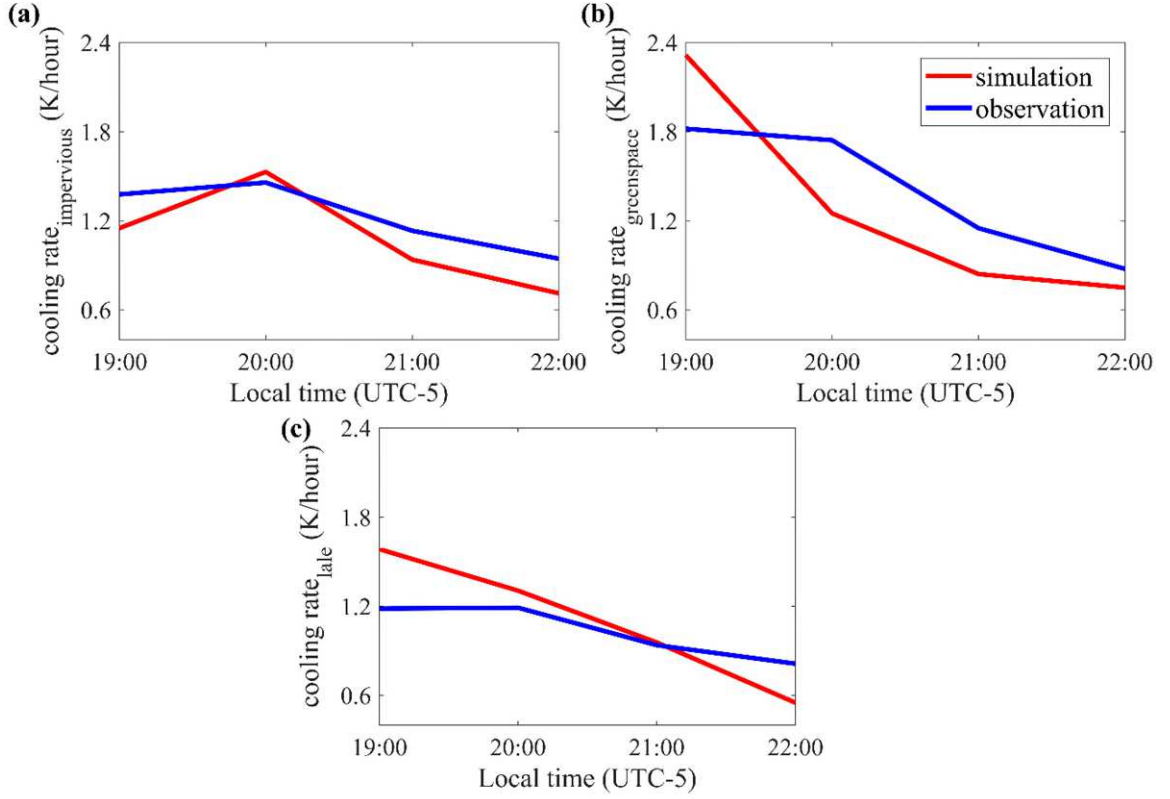 (a)
cooling rate impervious (K/hour)
2.4
1.8
1.2
0.6
19:00 20:00 21:00 22:00
Local time (UTC-5)
(b)
cooling rate greenspace (K/hour)
2.4
1.8
1.2
0.6
simulation
observation
19:00 20:00 21:00 22:00
Local time (UTC-5)
(c)
cooling rate lale (K/hour)
2.4
1.8
1.2
0.6
19:00 20:00 21:00 22:00
Local time (UTC-5)